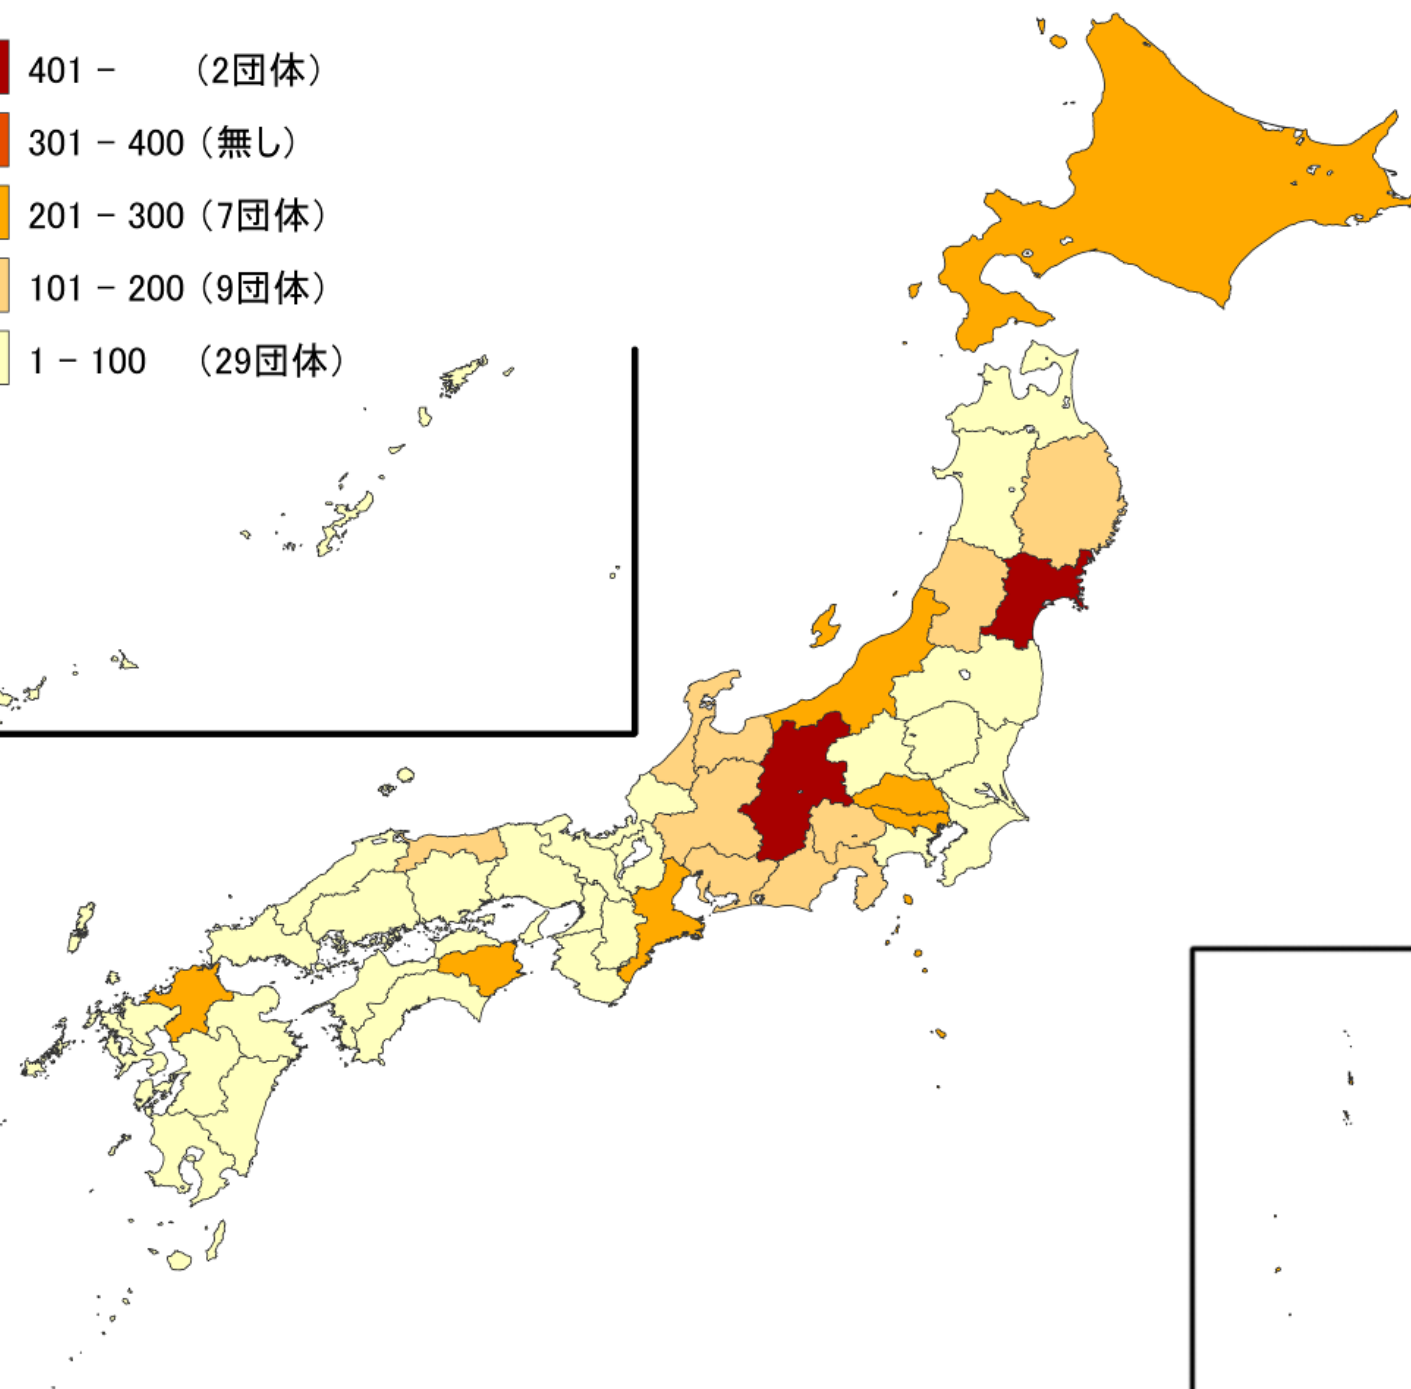 401 -　（2団体）
301 - 400（無し）
201 - 300（7団体）
101 - 200（9団体）
1 - 100　（29団体）